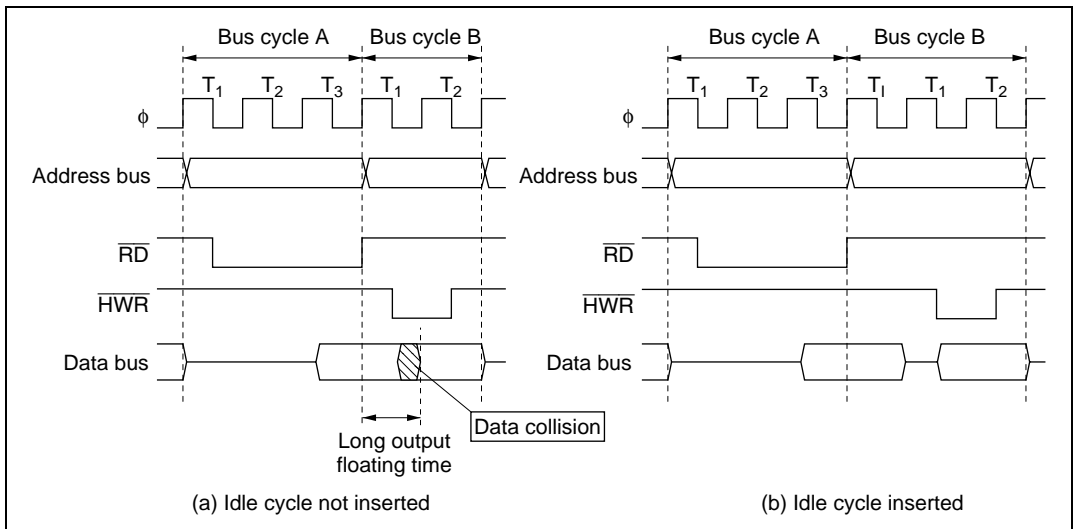 Bus cycle A Bus cycle B
T1 T2 T3 T1 T2
ϕ
Address bus
RD
HWR
Data bus
Data collision
Long output
floating time
(a) Idle cycle not inserted
Bus cycle A Bus cycle B
T1 T2 T3 TI T1 T2
ϕ
Address bus
RD
HWR
Data bus
(b) Idle cycle inserted